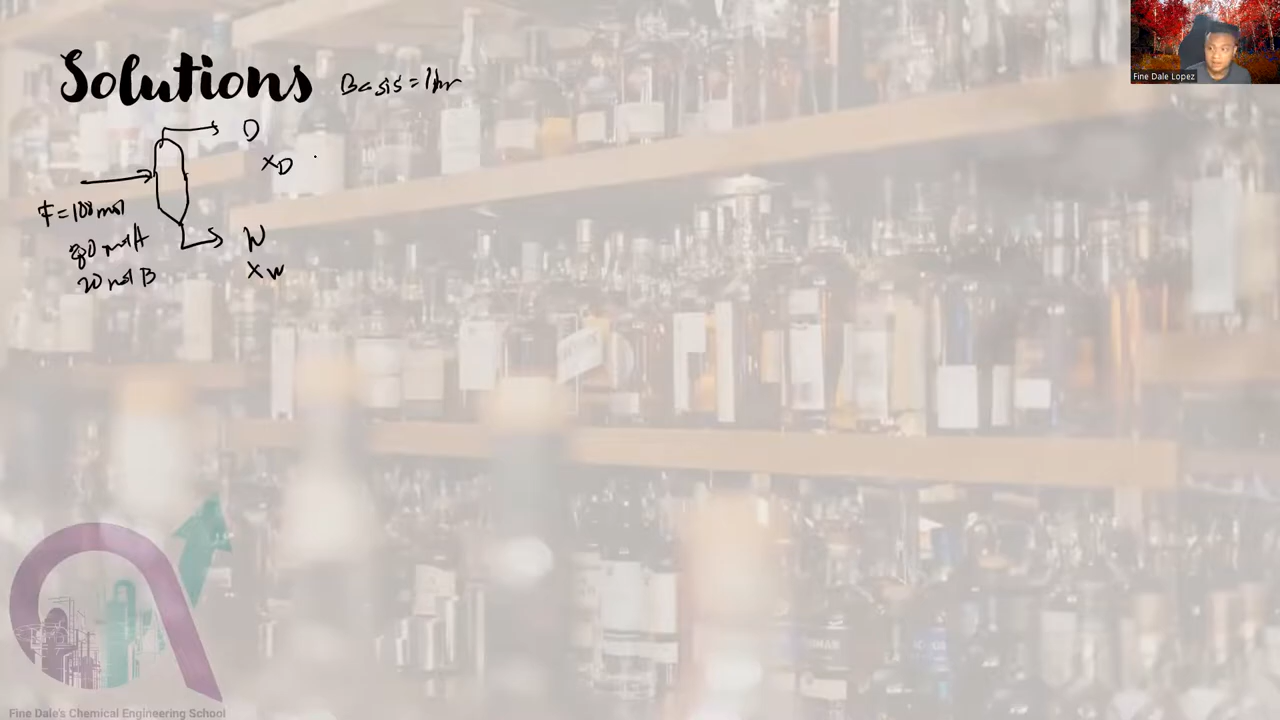 Solutions Basis = 1hr
D
xD
F = 100 mol
80 mol A
20 mol B
W
xW
Fine Dale Lopez
Fine Dale's Chemical Engineering School